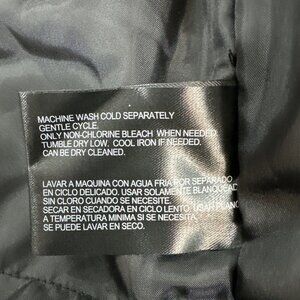 MACHINE WASH COLD SEPARATELY
GENTLE CYCLE.
ONLY NON-CHLORINE BLEACH WHEN NEEDED.
TUMBLE DRY LOW. COOL IRON IF NEEDED.
CAN BE DRY CLEANED.
LAVAR A MAQUINA CON AGUA FRIA POR SEPARADO
EN CICLO DELICADO. USAR SOLAMENTE
SIN CLORO CUANDO SE NECESITE.
SECAR EN SECADORA EN CICLO LENTO. USAR
A TEMPERATURA MINIMA SI SE NECESITA.
SE PUEDE LAVAR EN SECO.